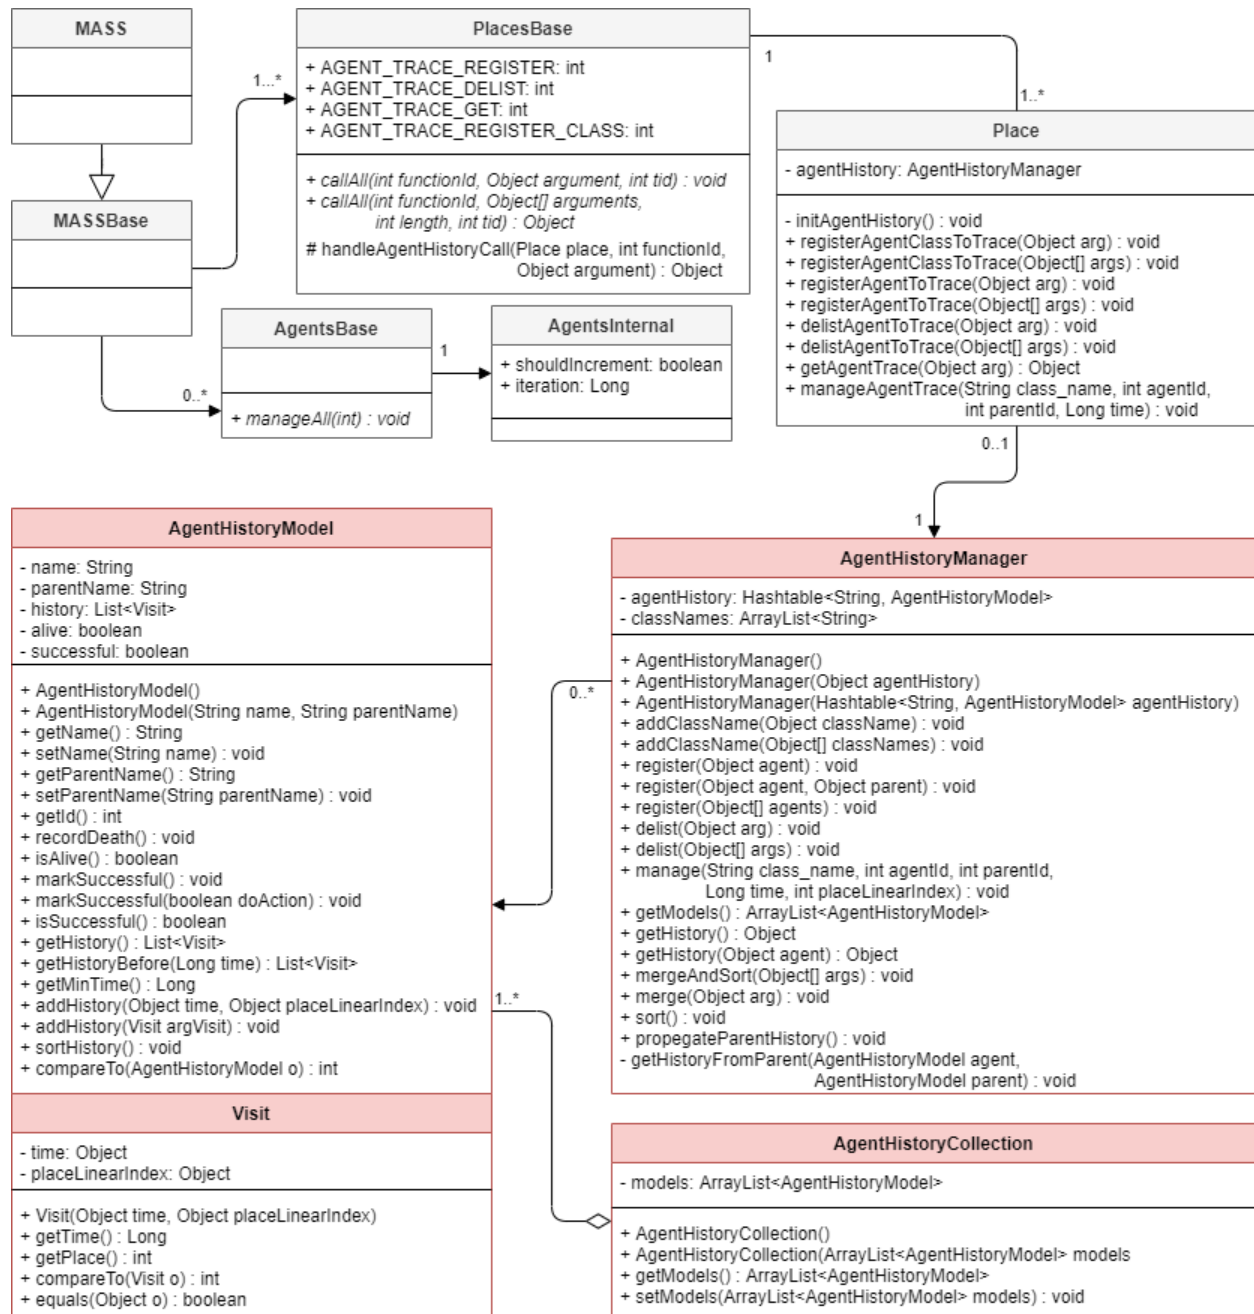 MASS
PlacesBase
+ AGENT_TRACE_REGISTER: int
+ AGENT_TRACE_DELIST: int
+ AGENT_TRACE_GET: int
+ AGENT_TRACE_REGISTER_CLASS: int
+ callAll(int functionId, Object argument, int tid) : void
+ callAll(int functionId, Object[] arguments,
int length, int tid) : Object
# handleAgentHistoryCall(Place place, int functionId,
Object argument) : Object
1
1..*
1...*
Place
- agentHistory: AgentHistoryManager
- initAgentHistory() : void
+ registerAgentClassToTrace(Object arg) : void
+ registerAgentClassToTrace(Object[] args) : void
+ registerAgentToTrace(Object arg) : void
+ registerAgentToTrace(Object[] args) : void
+ delistAgentToTrace(Object arg) : void
+ delistAgentToTrace(Object[] args) : void
+ getAgentTrace(Object arg) : Object
+ manageAgentTrace(String class_name, int agentId,
int parentId, Long time) : void
MASSBase
0..*
AgentsBase
+ manageAll(int) : void
1
AgentsInternal
+ shouldIncrement: boolean
+ iteration: Long
0..1
1
AgentHistoryModel
- name: String
- parentName: String
- history: List<Visit>
- alive: boolean
- successful: boolean
+ AgentHistoryModel()
+ AgentHistoryModel(String name, String parentName)
+ getName() : String
+ setName(String name) : void
+ getParentName() : String
+ setParentName(String parentName) : void
+ getId() : int
+ recordDeath() : void
+ isAlive() : boolean
+ markSuccessful() : void
+ markSuccessful(boolean doAction) : void
+ isSuccessful() : boolean
+ getHistory() : List<Visit>
+ getHistoryBefore(Long time) : List<Visit>
+ getMinTime() : Long
+ addHistory(Object time, Object placeLinearIndex) : void
+ addHistory(Visit argVisit) : void
+ sortHistory() : void
+ compareTo(AgentHistoryModel o) : int
Visit
- time: Object
- placeLinearIndex: Object
+ Visit(Object time, Object placeLinearIndex)
+ getTime() : Long
+ getPlace() : int
+ compareTo(Visit o) : int
+ equals(Object o) : boolean
0..*
1..*
AgentHistoryManager
- agentHistory: Hashtable<String, AgentHistoryModel>
- classNames: ArrayList<String>
+ AgentHistoryManager()
+ AgentHistoryManager(Object agentHistory)
+ AgentHistoryManager(Hashtable<String, AgentHistoryModel> agentHistory)
+ addClassName(Object className) : void
+ addClassName(Object[] classNames) : void
+ register(Object agent) : void
+ register(Object agent, Object parent) : void
+ register(Object[] agents) : void
+ delist(Object arg) : void
+ delist(Object[] args) : void
+ manage(String class_name, int agentId, int parentId,
Long time, int placeLinearIndex) : void
+ getModels() : ArrayList<AgentHistoryModel>
+ getHistory() : Object
+ getHistory(Object agent) : Object
+ mergeAndSort(Object[] args) : void
+ merge(Object arg) : void
+ sort() : void
+ propegateParentHistory() : void
- getHistoryFromParent(AgentHistoryModel agent,
AgentHistoryModel parent) : void
AgentHistoryCollection
- models: ArrayList<AgentHistoryModel>
+ AgentHistoryCollection()
+ AgentHistoryCollection(ArrayList<AgentHistoryModel> models
+ getModels() : ArrayList<AgentHistoryModel>
+ setModels(ArrayList<AgentHistoryModel> models) : void